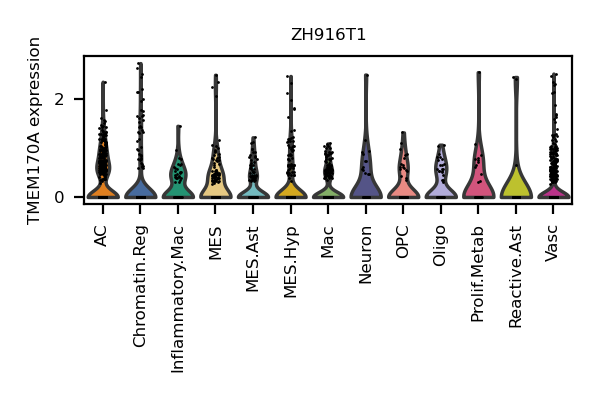 ZH916T1
TMEM170A expression
2
0
AC
Chromatin.Reg
Inflammatory.Mac
MES
MES.Ast
MES.Hyp
Mac
Neuron
OPC
Oligo
Prolif.Metab
Reactive.Ast
Vasc